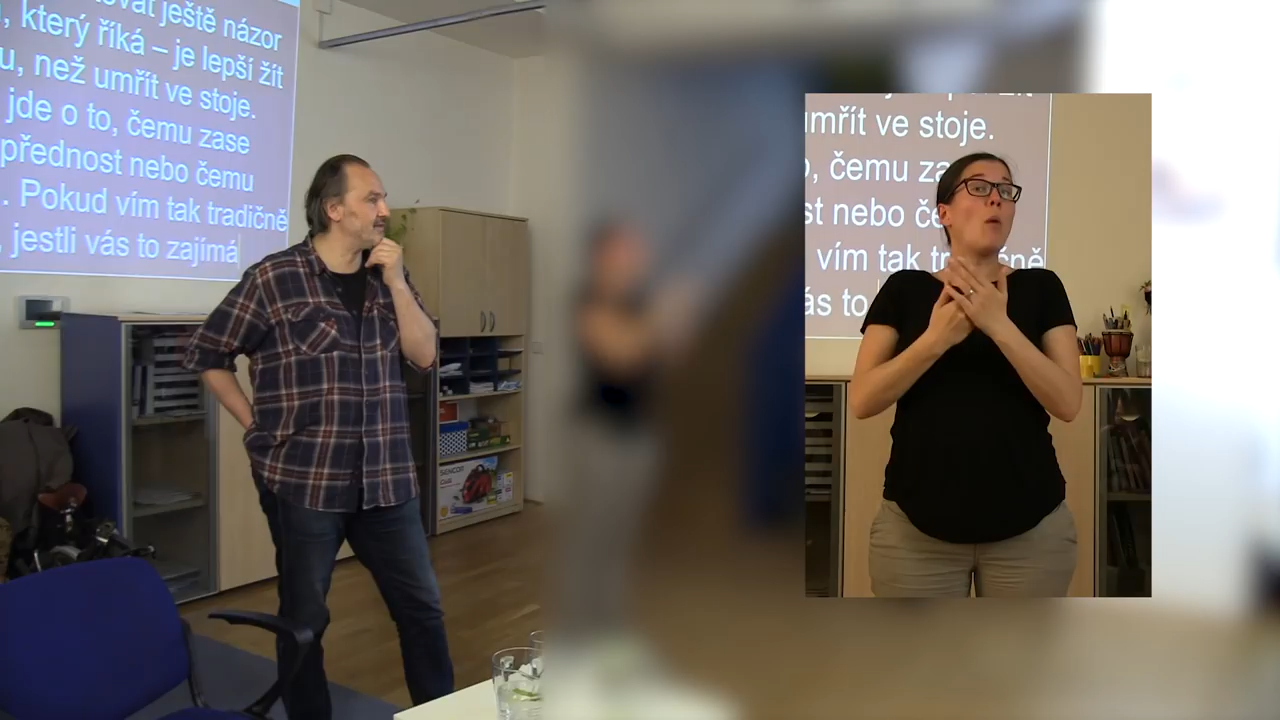 tovat ještě názor
, který říká – je lepší žít
u, než umřít ve stoje.
jde o to, čemu zase
přednost nebo čemu
. Pokud vím tak tradičně
, jestli vás to zajímá
umřít ve stoje.
o, čemu za
st nebo če
vím tak tr čně
ás to
SENCOR